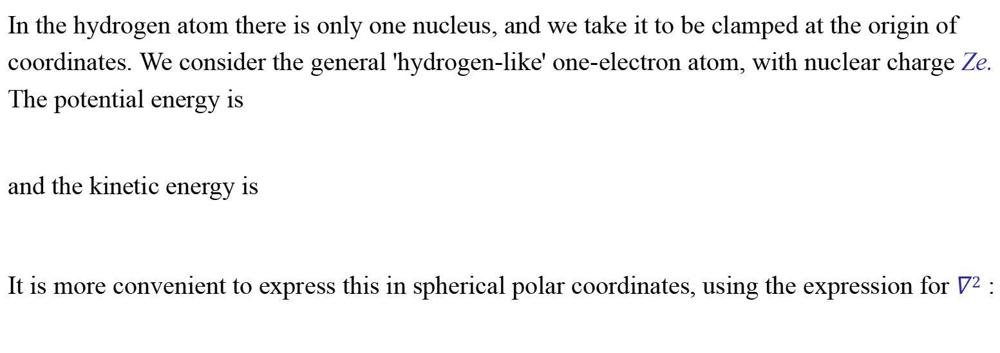 In the hydrogen atom there is only one nucleus, and we take it to be clamped at the origin of
coordinates. We consider the general 'hydrogen-like' one-electron atom, with nuclear charge Ze.
The potential energy is
and the kinetic energy is
It is more convenient to express this in spherical polar coordinates, using the expression for ∇² :